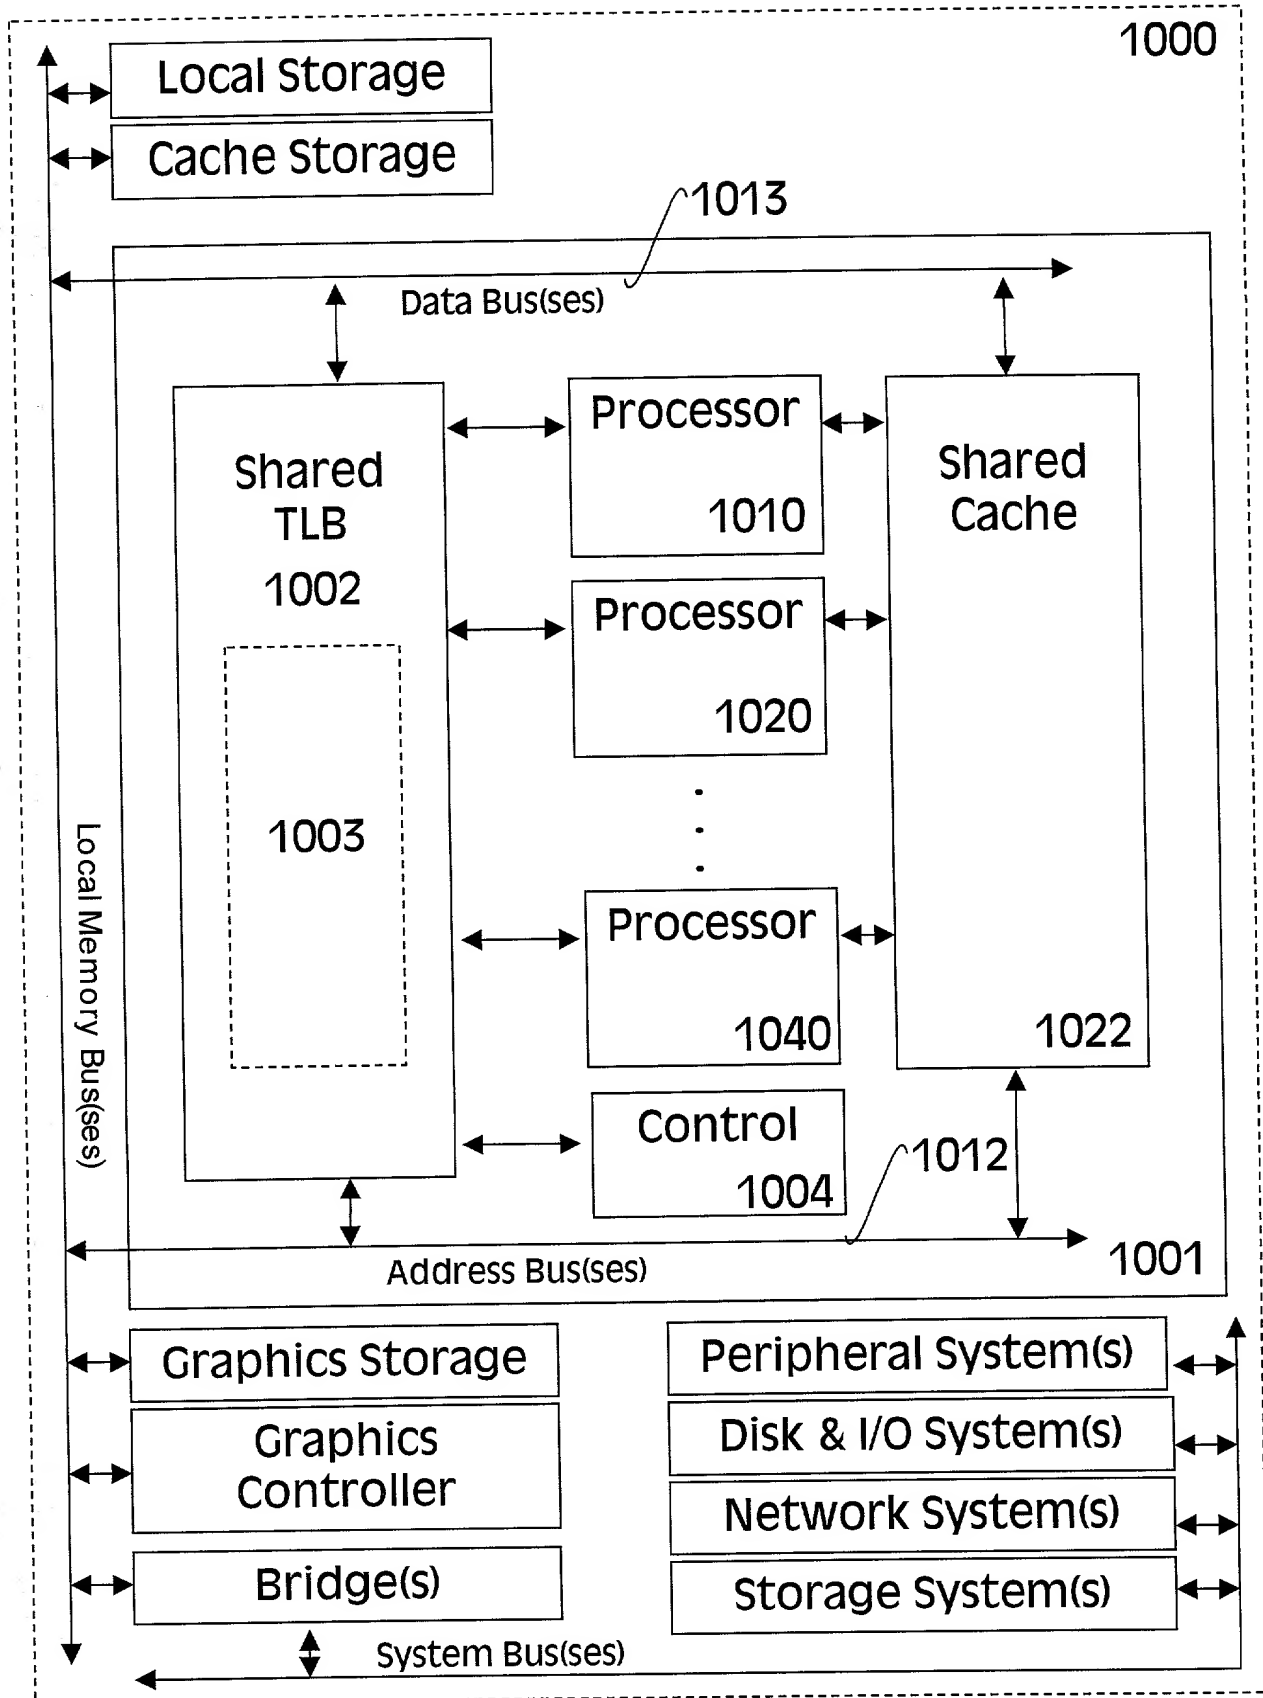 1000
Local Storage
Cache Storage
1013
Data Bus(ses)
Shared
TLB
1002
1003
Processor
1010
Processor
1020
Processor
1040
Control
1004
Shared
Cache
1022
1012
Address Bus(ses)
1001
Local Memory Bus(ses)
Graphics Storage
Graphics
Controller
Bridge(s)
Peripheral System(s)
Disk & I/O System(s)
Network System(s)
Storage System(s)
System Bus(ses)